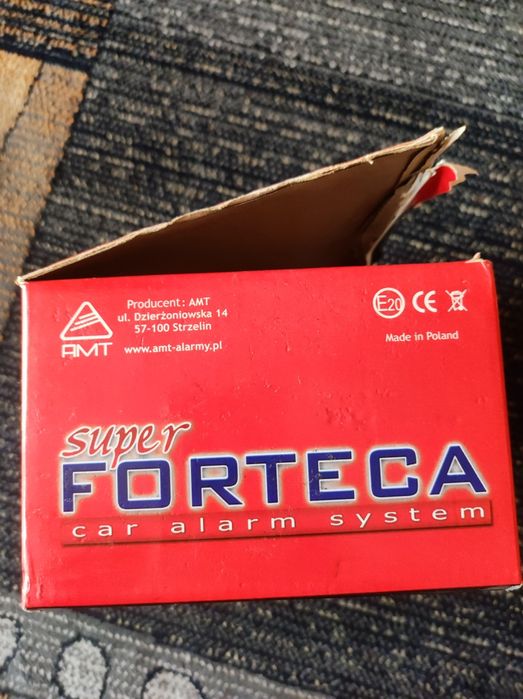 AMT
Producent: AMT
ul. Dzierżoniowska 14
57-100 Strzelin
www.amt-alarmy.pl
E20 CE
Made in Poland
super
FORTECA
car alarm system